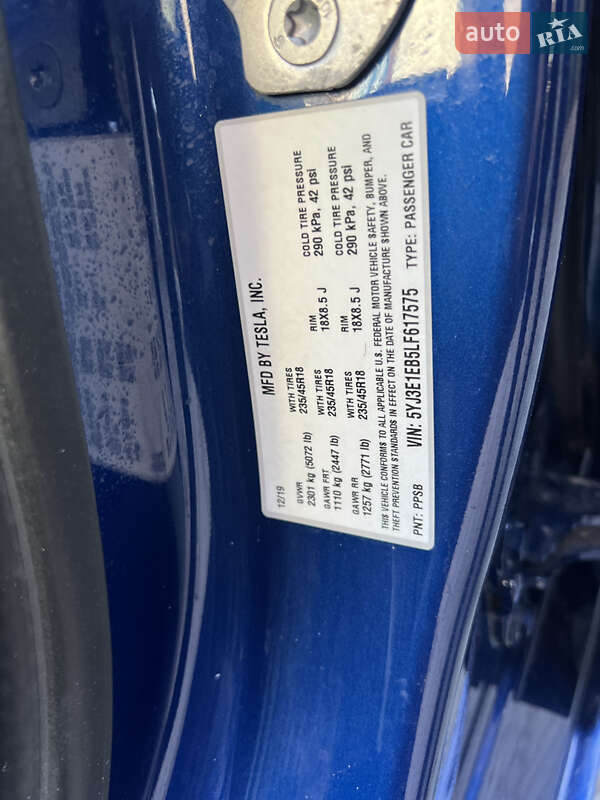 auto RIA.com
MFD BY TESLA, INC.
12/19
GVWR WITH TIRES RIM COLD TIRE PRESSURE
2301 kg (5072 lb) 235/45R18 18X8.5 J 290 kPa, 42 psi
GAWR FRT WITH TIRES
1110 kg (2447 lb) 235/45R18
GAWR RR WITH TIRES RIM COLD TIRE PRESSURE
1257 kg (2771 lb) 235/45R18 18X8.5 J 290 kPa, 42 psi
THIS VEHICLE CONFORMS TO ALL APPLICABLE U.S. FEDERAL MOTOR VEHICLE SAFETY, BUMPER, AND
THEFT PREVENTION STANDARDS IN EFFECT ON THE DATE OF MANUFACTURE SHOWN ABOVE.
PNT: PPSB VIN: 5YJ3E1EB5LF617575 TYPE: PASSENGER CAR